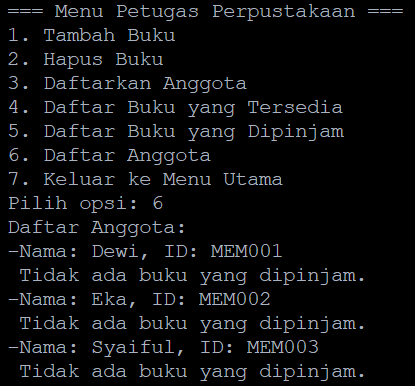 === Menu Petugas Perpustakaan ===
1. Tambah Buku
2. Hapus Buku
3. Daftarkan Anggota
4. Daftar Buku yang Tersedia
5. Daftar Buku yang Dipinjam
6. Daftar Anggota
7. Keluar ke Menu Utama
Pilih opsi: 6
Daftar Anggota:
-Nama: Dewi, ID: MEM001
 Tidak ada buku yang dipinjam.
-Nama: Eka, ID: MEM002
 Tidak ada buku yang dipinjam.
-Nama: Syaiful, ID: MEM003
 Tidak ada buku yang dipinjam.